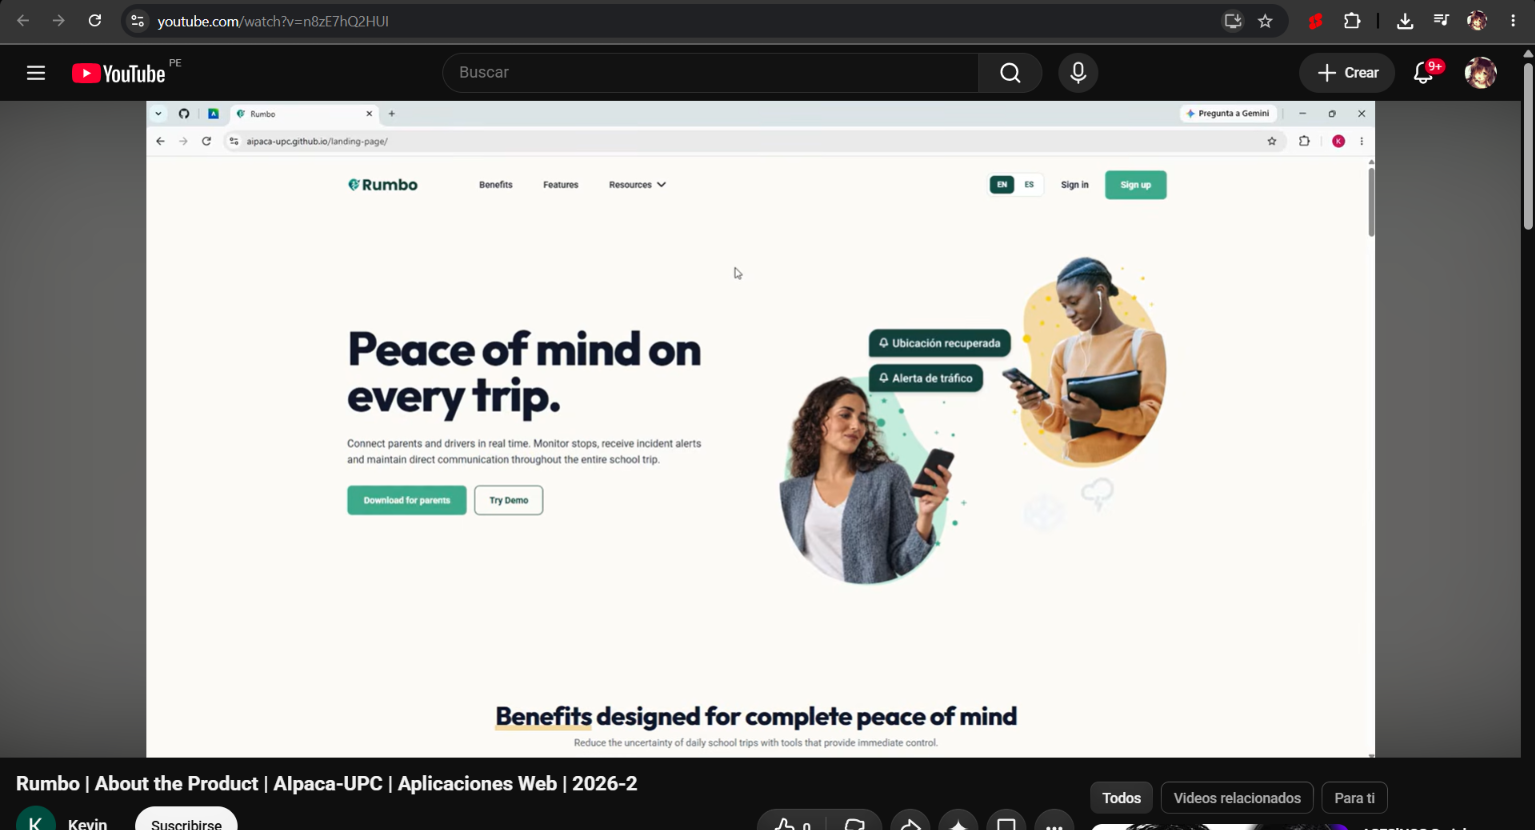 youtube.com/watch?v=n8zE7hQ2HUI
YouTube PE
Buscar
Crear
9+
Rumbo
Pregunta a Gemini
aipaca-upc.github.io/landing-page/
K
Rumbo
Benefits
Features
Resources
EN
ES
Sign in
Sign up
Peace of mind on
every trip.
Connect parents and drivers in real time. Monitor stops, receive incident alerts
and maintain direct communication throughout the entire school trip.
Download for parents
Try Demo
Ubicación recuperada
Alerta de tráfico
Benefits designed for complete peace of mind
Reduce the uncertainty of daily school trips with tools that provide immediate control.
Rumbo | About the Product | AIpaca-UPC | Aplicaciones Web | 2026-2
Todos
Videos relacionados
Para ti
K
Kevin
Suscribirse
0